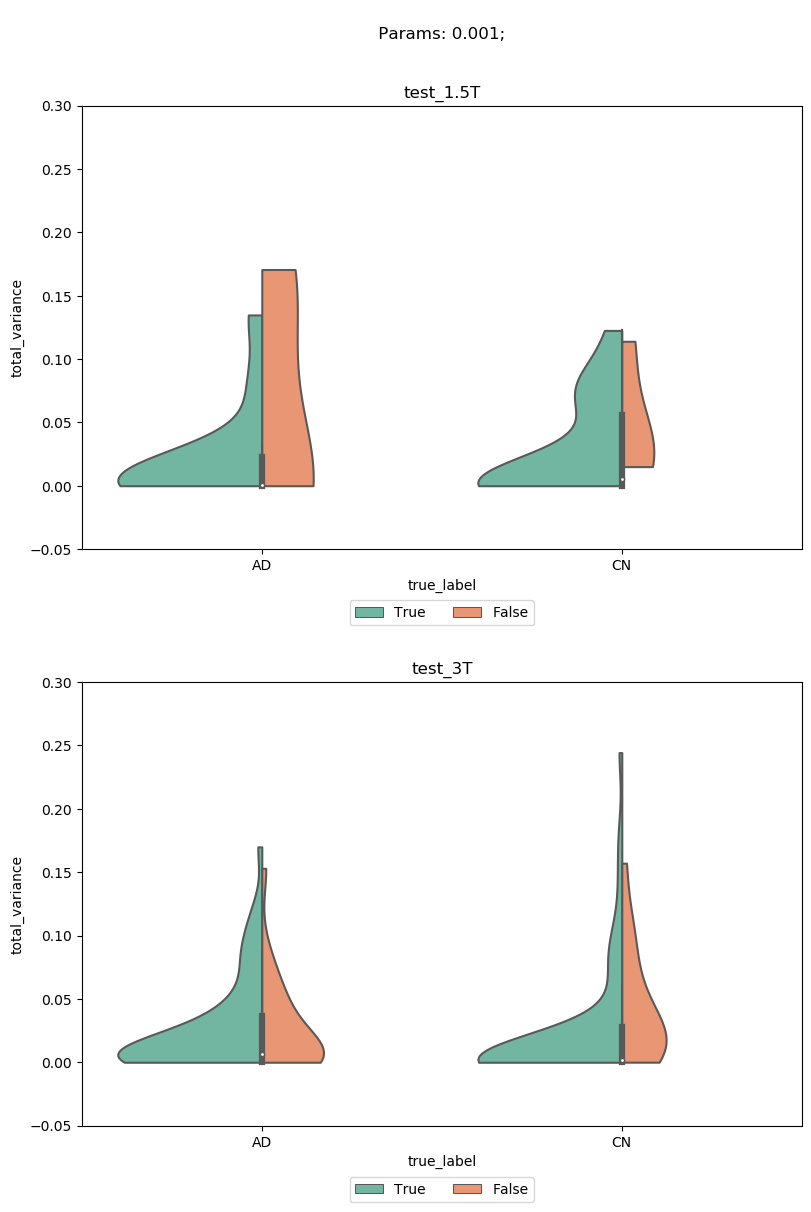 Params: 0.001;
test_1.5T
0.30
0.25
0.20
0.15
0.10
0.05
0.00
−0.05
total_variance
AD CN
true_label
True False
test_3T
0.30
0.25
0.20
0.15
0.10
0.05
0.00
−0.05
total_variance
AD CN
true_label
True False